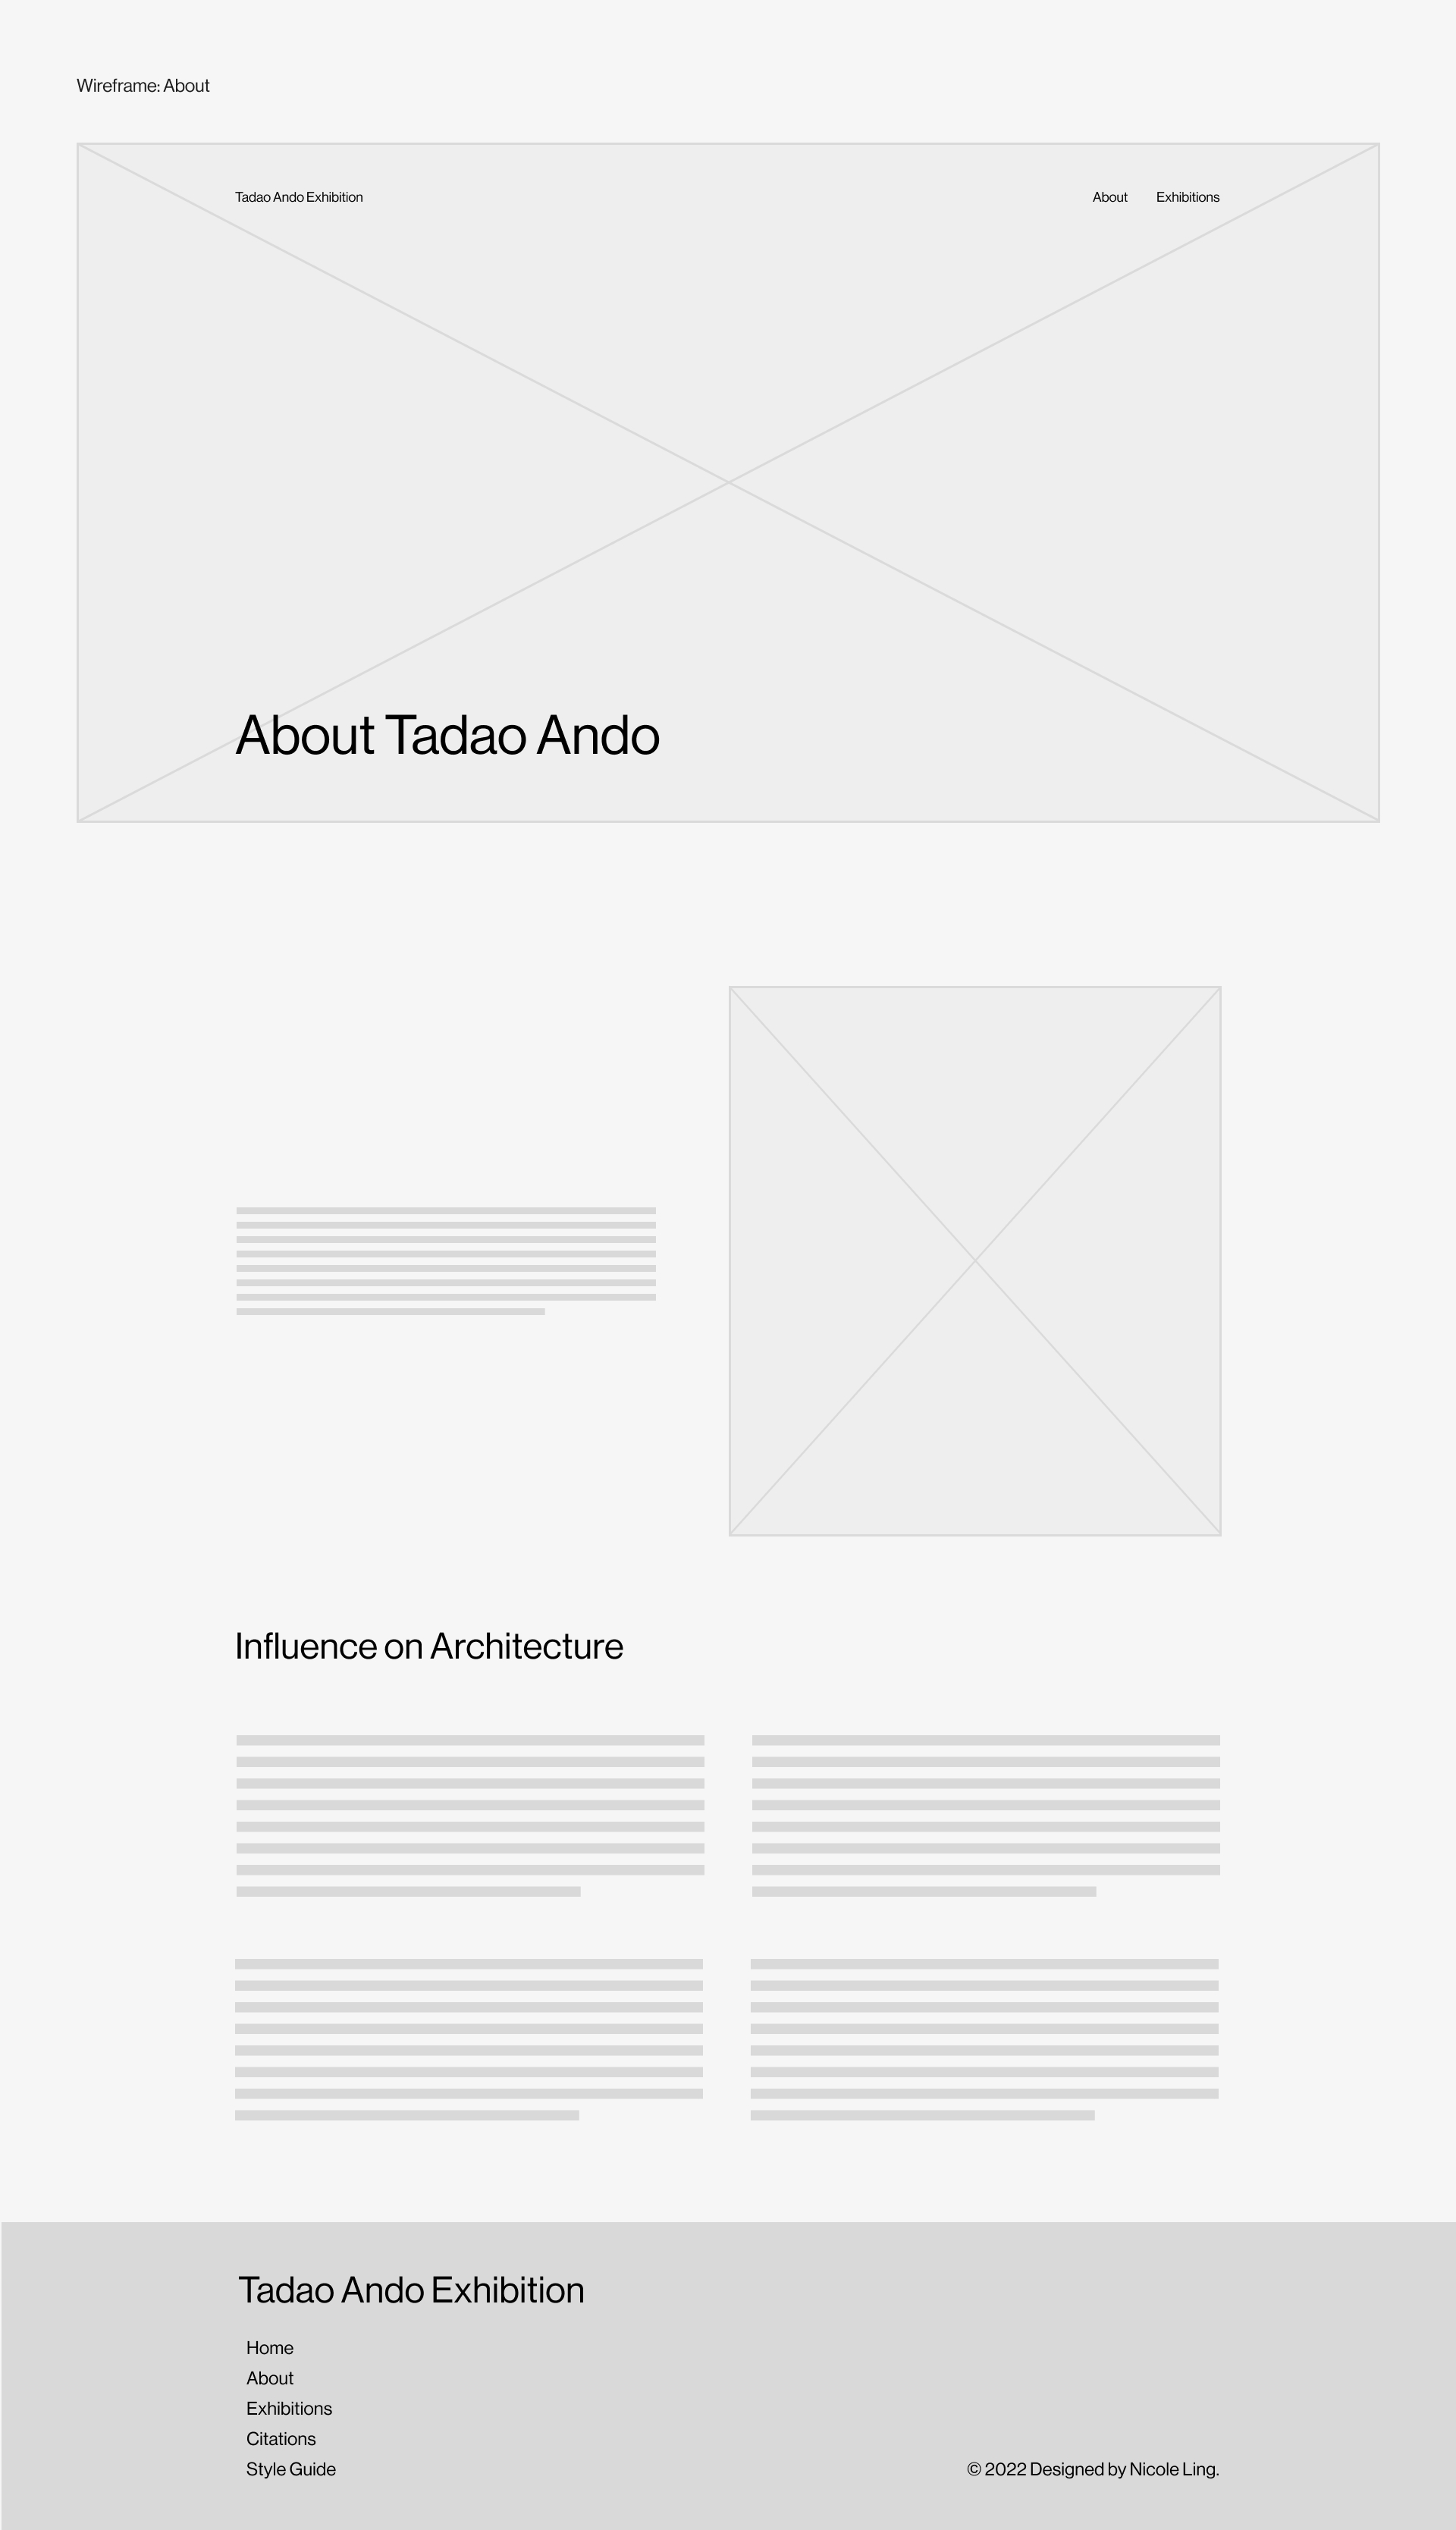 Wireframe: About
Tadao Ando Exhibition
About Exhibitions
About Tadao Ando
Influence on Architecture
Tadao Ando Exhibition
Home
About
Exhibitions
Citations
Style Guide
© 2022 Designed by Nicole Ling.